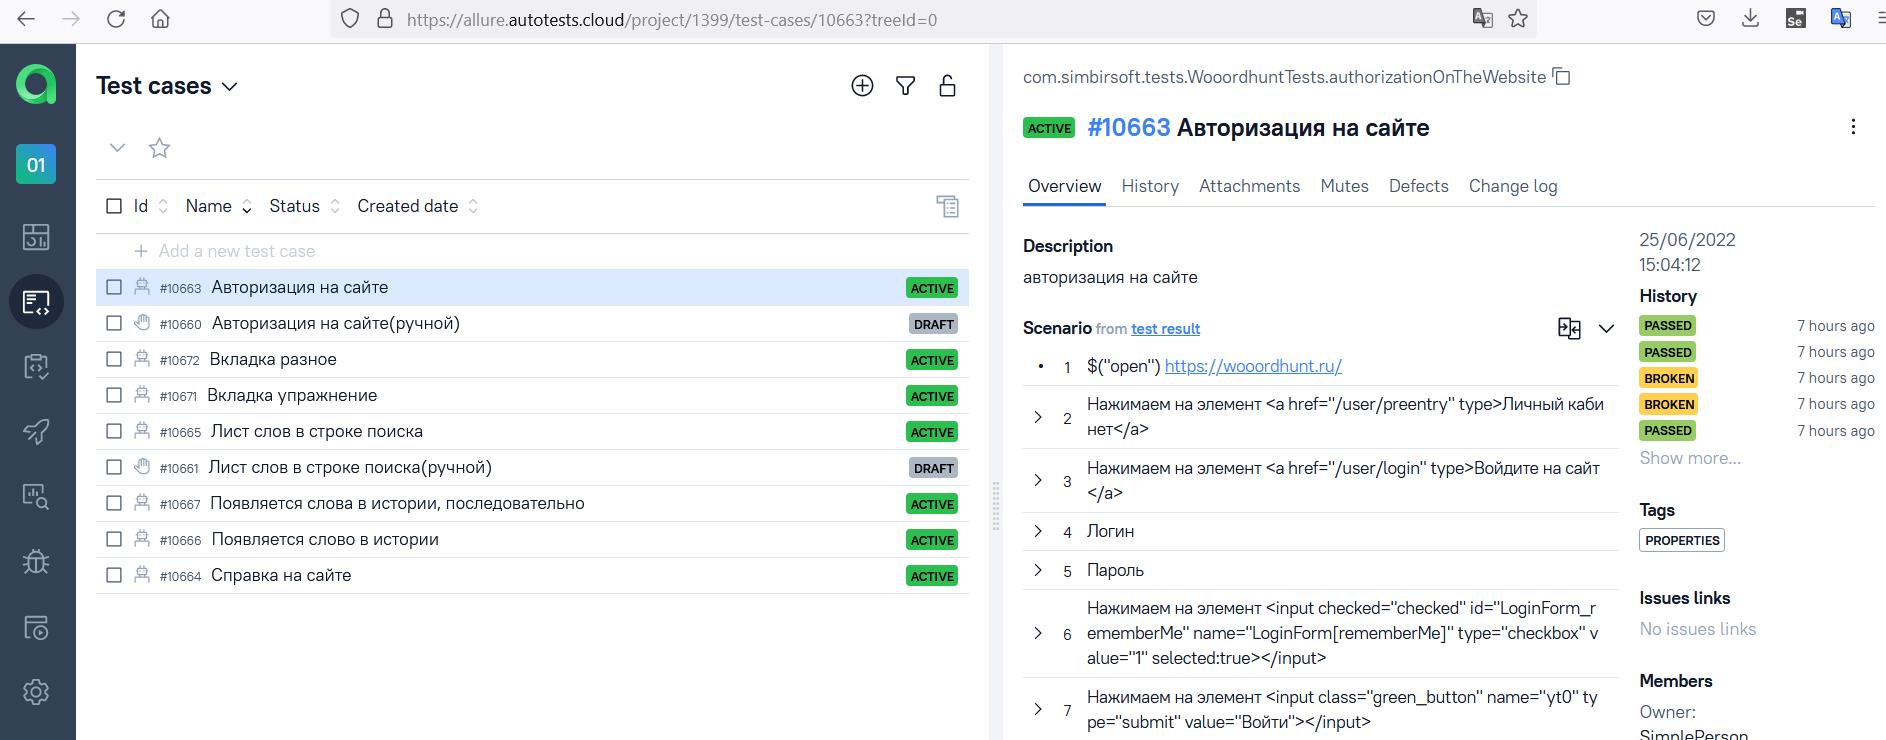 https://allure.autotests.cloud/project/1399/test-cases/10663?treeId=0
Se
01
Test cases
Id Name Status Created date
+ Add a new test case
#10663 Авторизация на сайте ACTIVE
#10660 Авторизация на сайте(ручной) DRAFT
#10672 Вкладка разное ACTIVE
#10671 Вкладка упражнение ACTIVE
#10665 Лист слов в строке поиска ACTIVE
#10661 Лист слов в строке поиска(ручной) DRAFT
#10667 Появляется слова в истории, последовательно ACTIVE
#10666 Появляется слово в истории ACTIVE
#10664 Справка на сайте ACTIVE
com.simbirsoft.tests.WooordhuntTests.authorizationOnTheWebsite
ACTIVE #10663 Авторизация на сайте
Overview History Attachments Mutes Defects Change log
Description
авторизация на сайте
Scenario from test result
1 $("open") https://wooordhunt.ru/
2 Нажимаем на элемент <a href="/user/preentry" type>Личный каби
нет</a>
3 Нажимаем на элемент <a href="/user/login" type>Войдите на сайт
</a>
4 Логин
5 Пароль
6 Нажимаем на элемент <input checked="checked" id="LoginForm_r
ememberMe" name="LoginForm[rememberMe]" type="checkbox" v
alue="1" selected:true></input>
7 Нажимаем на элемент <input class="green_button" name="yt0" ty
pe="submit" value="Войти"></input>
25/06/2022
15:04:12
History
PASSED 7 hours ago
PASSED 7 hours ago
BROKEN 7 hours ago
BROKEN 7 hours ago
PASSED 7 hours ago
Show more...
Tags
PROPERTIES
Issues links
No issues links
Members
Owner:
SimplePerson